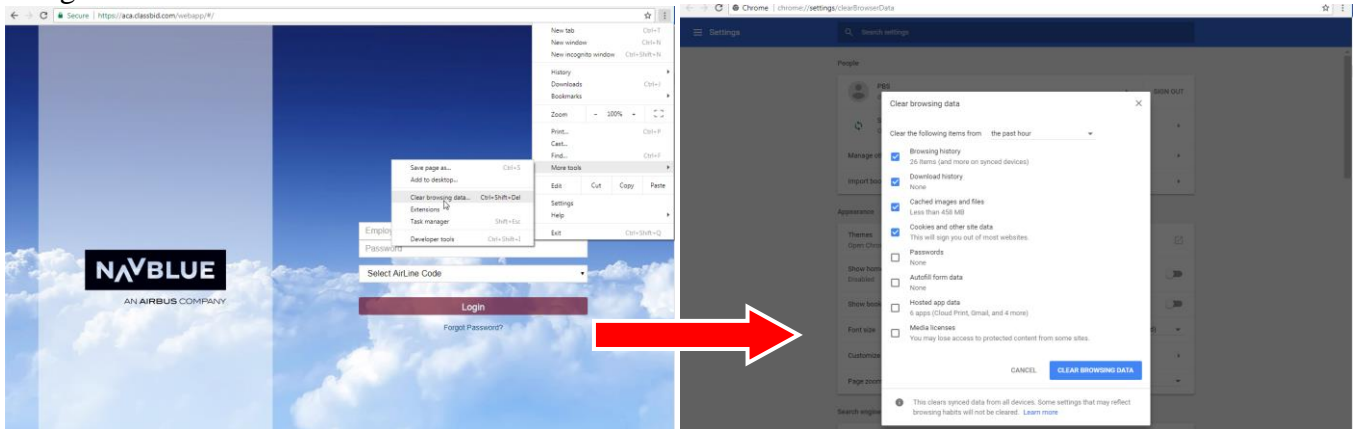 Secure | https://aca.classbid.com/webapp/#/
New tab Ctrl+T
New window Ctrl+N
New incognito window Ctrl+Shift+N
History
Downloads Ctrl+J
Bookmarks
Zoom - 100% +
Print... Ctrl+P
Cast...
Find... Ctrl+F
More tools
Edit Cut Copy Paste
Settings
Help
Exit Ctrl+Shift+Q
Save page as... Ctrl+S
Add to desktop...
Clear browsing data... Ctrl+Shift+Del
Extensions
Task manager Shift+Esc
Developer tools Ctrl+Shift+I
Password
Select AirLine Code
Login
Forgot Password?
NAVBLUE
AN AIRBUS COMPANY
Chrome | chrome://settings/clearBrowserData
Settings
Search settings
People
PBS
SIGN OUT
Clear browsing data
Clear the following items from the past hour
Browsing history
26 items (and more on synced devices)
Download history
None
Cached images and files
Less than 458 MB
Cookies and other site data
This will sign you out of most websites.
Passwords
None
Autofill form data
None
Hosted app data
6 apps (Cloud Print, Gmail, and 4 more)
Media licenses
You may lose access to protected content from some sites.
CANCEL CLEAR BROWSING DATA
This clears synced data from all devices. Some settings that may reflect
browsing habits will not be cleared. Learn more
Appearance
Themes
Disabled
Font size
Customize
Page zoom